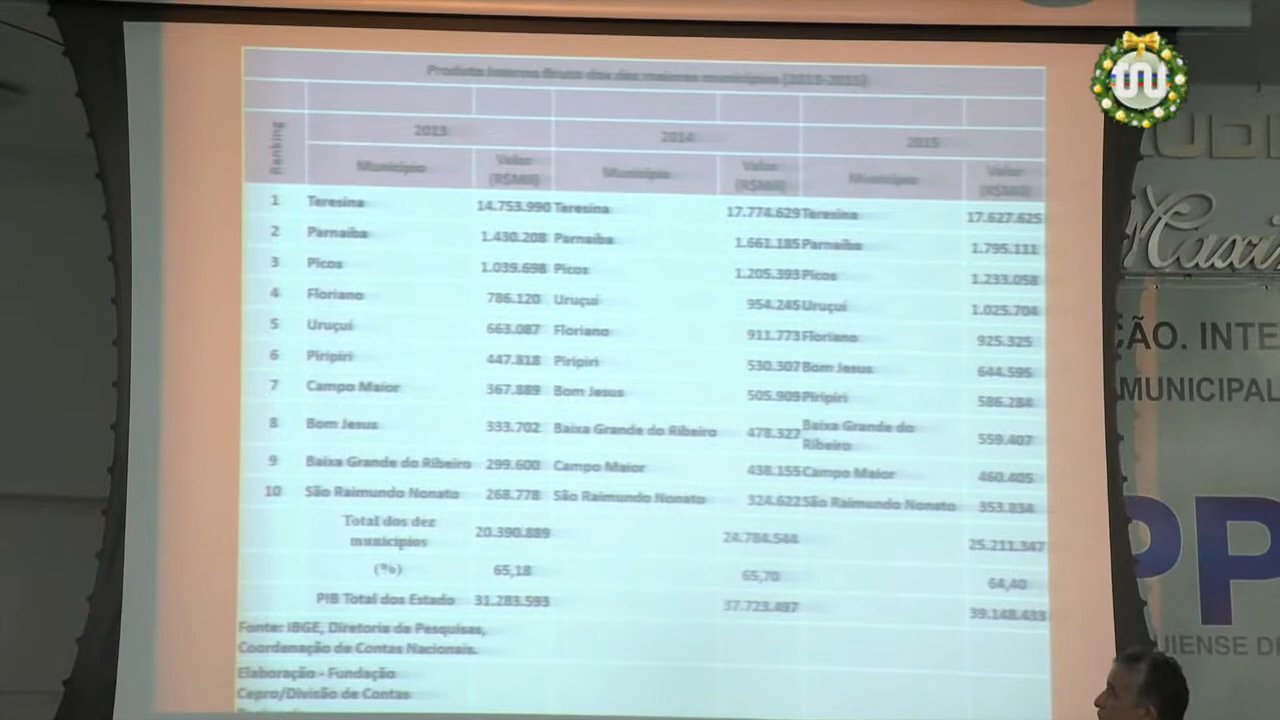 Produto Interno Bruto dos dez maiores municípios (2013-2015)
Ranking
2013 2014 2015
Município Valor (R$Mil) Município Valor (R$Mil) Município Valor (R$Mil)
1 Teresina 14.753.990 Teresina 17.774.629 Teresina 17.627.625
2 Parnaíba 1.430.208 Parnaíba 1.661.185 Parnaíba 1.795.111
3 Picos 1.039.698 Picos 1.205.393 Picos 1.233.058
4 Floriano 786.120 Uruçuí 954.245 Uruçuí 1.025.704
5 Uruçuí 663.087 Floriano 911.773 Floriano 925.325
6 Piripiri 447.818 Piripiri 530.307 Bom Jesus 644.595
7 Campo Maior 367.889 Bom Jesus 505.909 Piripiri 586.284
8 Bom Jesus 333.702 Baixa Grande do Ribeiro 478.327 Baixa Grande do Ribeiro 559.407
9 Baixa Grande do Ribeiro 299.600 Campo Maior 438.155 Campo Maior 460.405
10 São Raimundo Nonato 268.778 São Raimundo Nonato 324.622 São Raimundo Nonato 353.834
Total dos dez municípios 20.390.889 24.784.544 25.211.347
(%) 65,18 65,70 64,40
PIB Total dos Estado 31.283.593 37.723.497 39.148.433
Fonte: IBGE, Diretoria de Pesquisas,
Coordenação de Contas Nacionais.
Elaboração - Fundação
Cepro/Divisão de Contas
ÇÃO. INTE
MUNICIPAL
PP
UIENSE DE